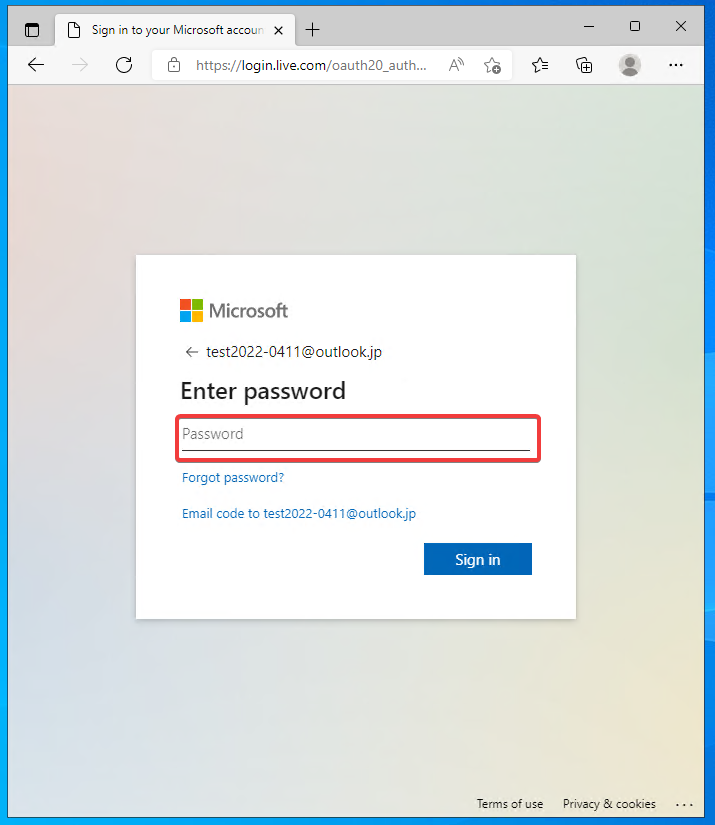 Sign in to your Microsoft accoun
https://login.live.com/oauth20_auth...
Microsoft
test2022-0411@outlook.jp
Enter password
Password
Forgot password?
Email code to test2022-0411@outlook.jp
Sign in
Terms of use Privacy & cookies ...